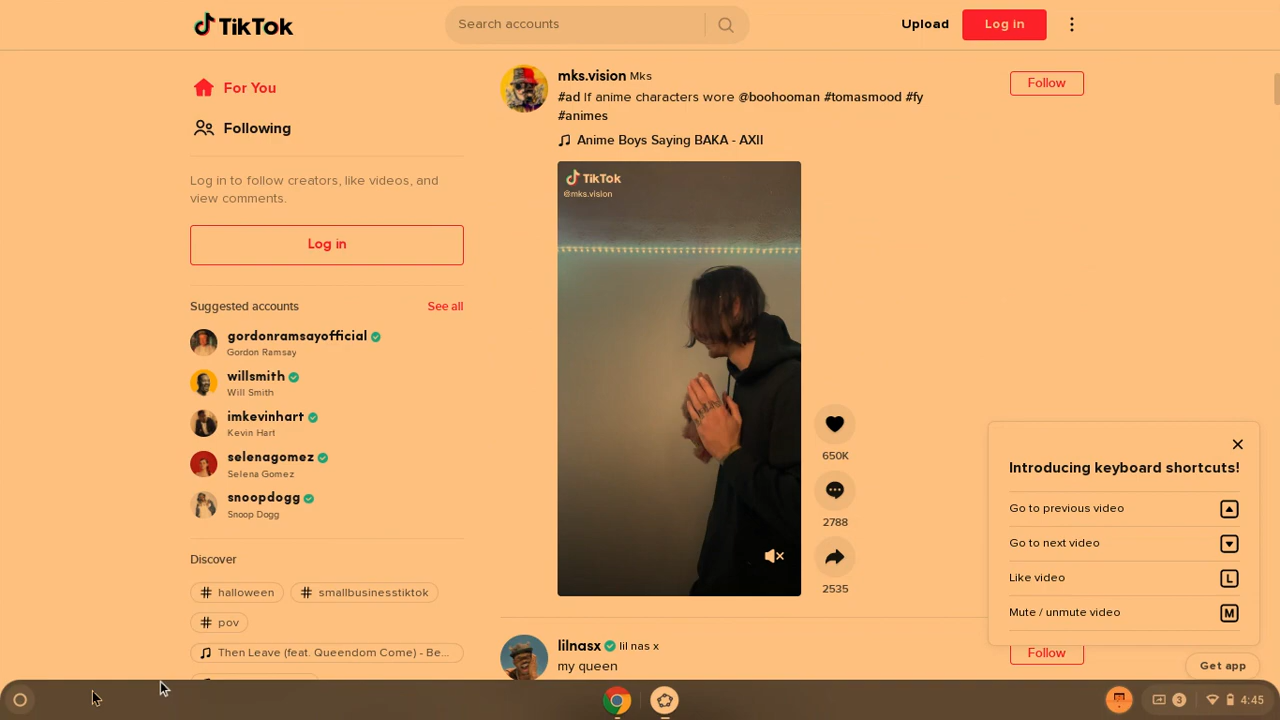 TikTok
Search accounts
Upload
Log in
For You
Following
Log in to follow creators, like videos, and
view comments.
Log in
Suggested accounts
See all
gordonramsayofficial
Gordon Ramsay
willsmith
Will Smith
imkevinhart
Kevin Hart
selenagomez
Selena Gomez
snoopdogg
Snoop Dogg
Discover
# halloween
# smallbusinesstiktok
# pov
Then Leave (feat. Queendom Come) - Be...
mks.vision Mks
Follow
#ad If anime characters wore @boohooman #tomasmood #fy
#animes
Anime Boys Saying BAKA - AXII
TikTok
@mks.vision
650K
2788
2535
lilnasx lil nas x
my queen
Follow
Introducing keyboard shortcuts!
Go to previous video
Go to next video
Like video L
Mute / unmute video M
Get app
3
4:45